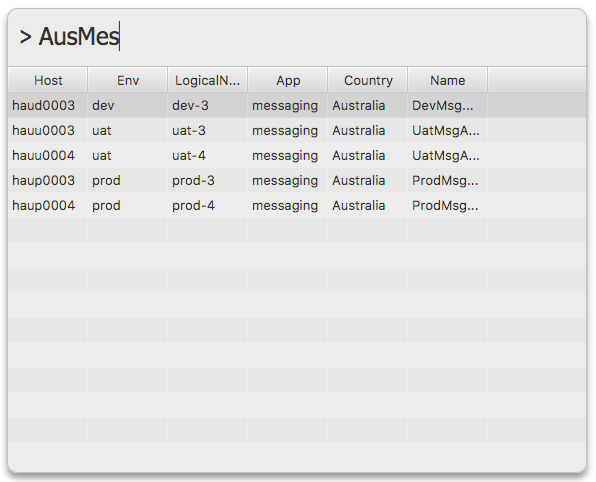 > AusMes
Host Env LogicalN... App Country Name
haud0003 dev dev-3 messaging Australia DevMsg...
hauu0003 uat uat-3 messaging Australia UatMsgA...
hauu0004 uat uat-4 messaging Australia UatMsgA...
haup0003 prod prod-3 messaging Australia ProdMsg...
haup0004 prod prod-4 messaging Australia ProdMsg...